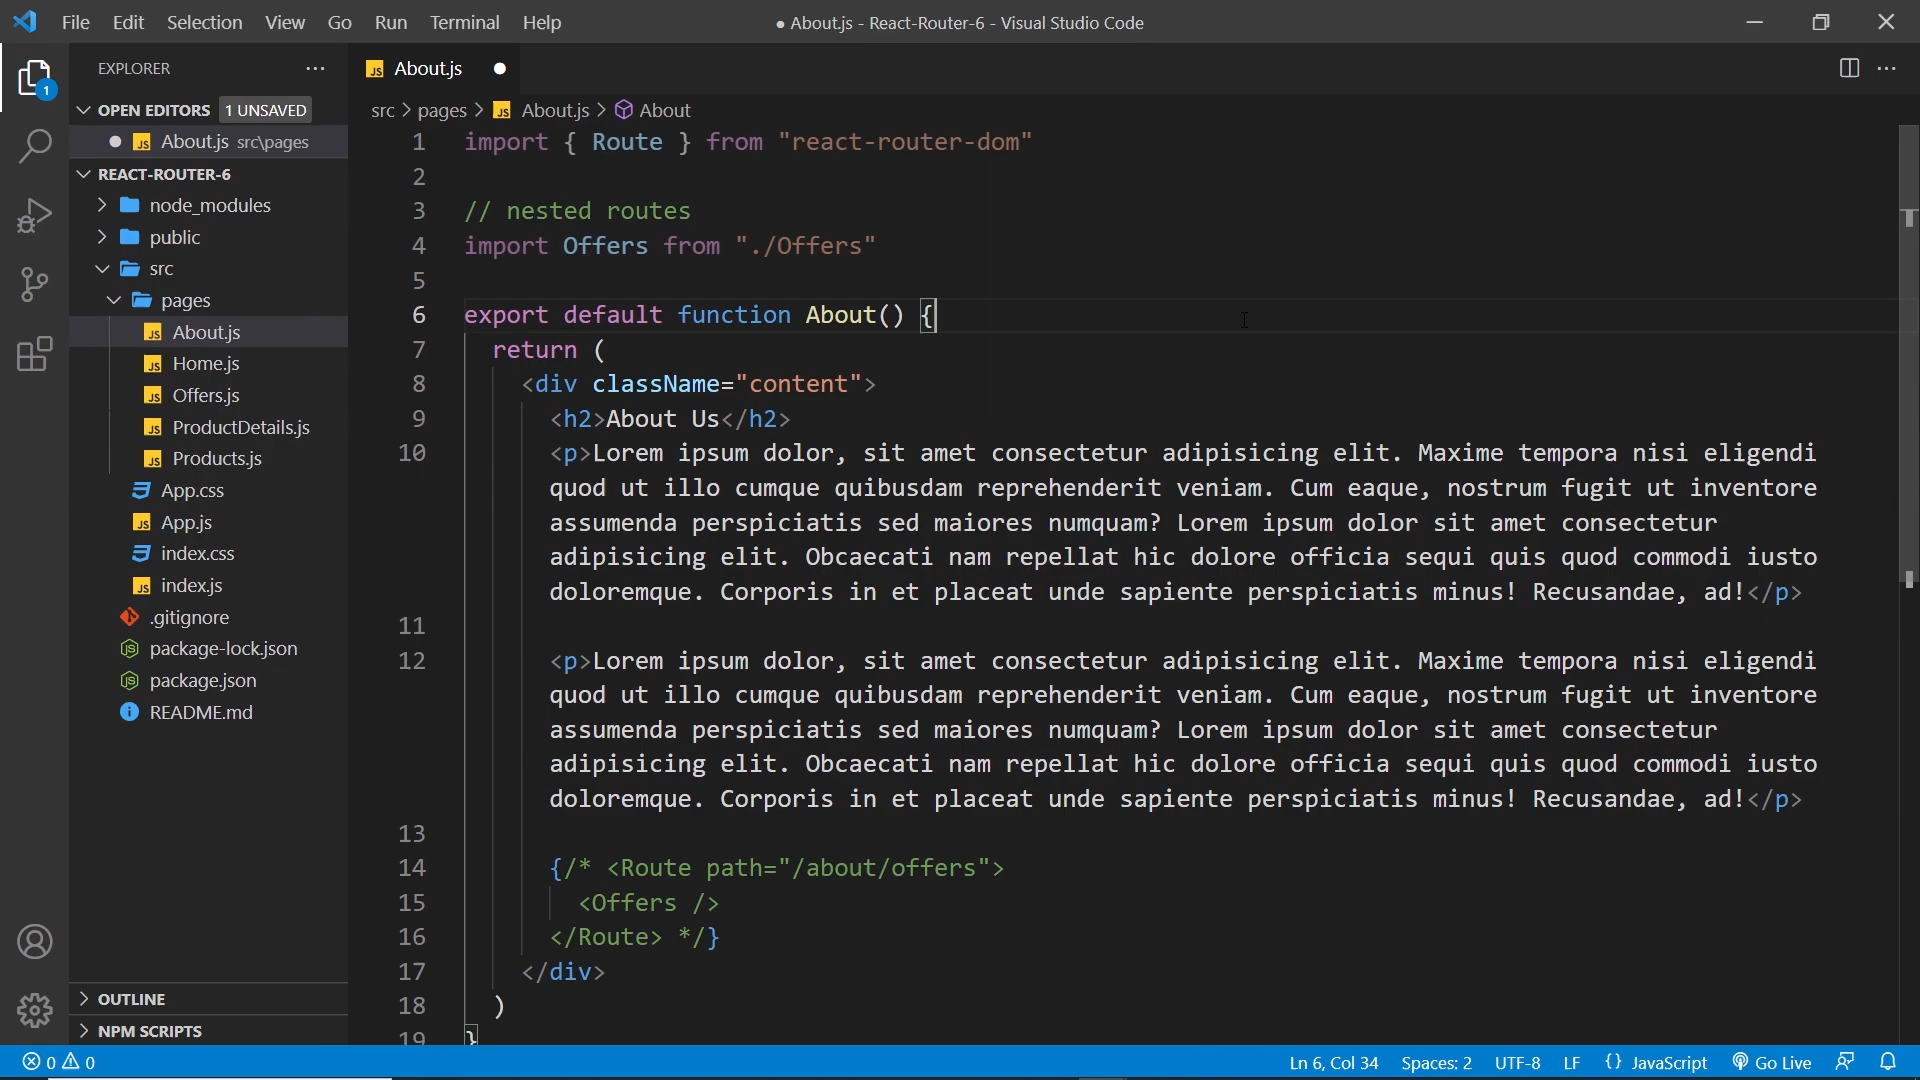 File Edit Selection View Go Run Terminal Help
● About.js - React-Router-6 - Visual Studio Code
EXPLORER
OPEN EDITORS 1 UNSAVED
JS About.js src\pages
REACT-ROUTER-6
node_modules
public
src
pages
JS About.js
JS Home.js
JS Offers.js
JS ProductDetails.js
JS Products.js
App.css
JS App.js
index.css
JS index.js
.gitignore
package-lock.json
package.json
README.md
OUTLINE
NPM SCRIPTS
1
JS About.js
src > pages > JS About.js > About
1 import { Route } from "react-router-dom"
2
3 // nested routes
4 import Offers from "./Offers"
5
6 export default function About() {
7 return (
8 <div className="content">
9 <h2>About Us</h2>
10 <p>Lorem ipsum dolor, sit amet consectetur adipisicing elit. Maxime tempora nisi eligendi
quod ut illo cumque quibusdam reprehenderit veniam. Cum eaque, nostrum fugit ut inventore
assumenda perspiciatis sed maiores numquam? Lorem ipsum dolor sit amet consectetur
adipisicing elit. Obcaecati nam repellat hic dolore officia sequi quis quod commodi iusto
doloremque. Corporis in et placeat unde sapiente perspiciatis minus! Recusandae, ad!</p>
11
12 <p>Lorem ipsum dolor, sit amet consectetur adipisicing elit. Maxime tempora nisi eligendi
quod ut illo cumque quibusdam reprehenderit veniam. Cum eaque, nostrum fugit ut inventore
assumenda perspiciatis sed maiores numquam? Lorem ipsum dolor sit amet consectetur
adipisicing elit. Obcaecati nam repellat hic dolore officia sequi quis quod commodi iusto
doloremque. Corporis in et placeat unde sapiente perspiciatis minus! Recusandae, ad!</p>
13
14 {/* <Route path="/about/offers">
15 <Offers />
16 </Route> */}
17 </div>
18 )
19 }
0 0
Ln 6, Col 34 Spaces: 2 UTF-8 LF {} JavaScript Go Live